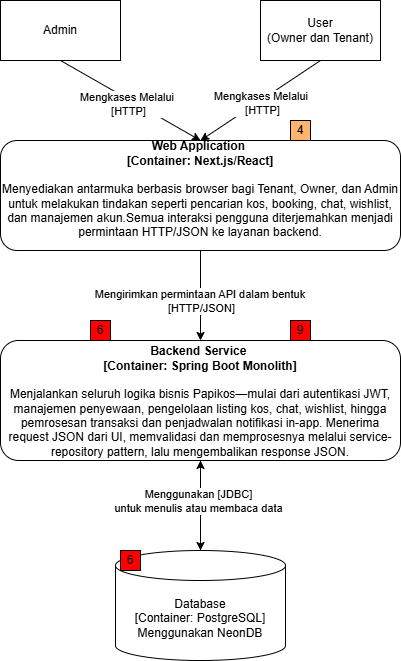 Admin
User
(Owner dan Tenant)
Mengkases Melalui
[HTTP]
Mengkases Melalui
[HTTP]
4
Web Application
[Container: Next.js/React]
Menyediakan antarmuka berbasis browser bagi Tenant, Owner, dan Admin
untuk melakukan tindakan seperti pencarian kos, booking, chat, wishlist,
dan manajemen akun.Semua interaksi pengguna diterjemahkan menjadi
permintaan HTTP/JSON ke layanan backend.
Mengirimkan permintaan API dalam bentuk
[HTTP/JSON]
6
9
Backend Service
[Container: Spring Boot Monolith]
Menjalankan seluruh logika bisnis Papikos—mulai dari autentikasi JWT,
manajemen penyewaan, pengelolaan listing kos, chat, wishlist, hingga
pemrosesan transaksi dan penjadwalan notifikasi in-app. Menerima
request JSON dari UI, memvalidasi dan memprosesnya melalui service-
repository pattern, lalu mengembalikan response JSON.
Menggunakan [JDBC]
untuk menulis atau membaca data
6
Database
[Container: PostgreSQL]
Menggunakan NeonDB